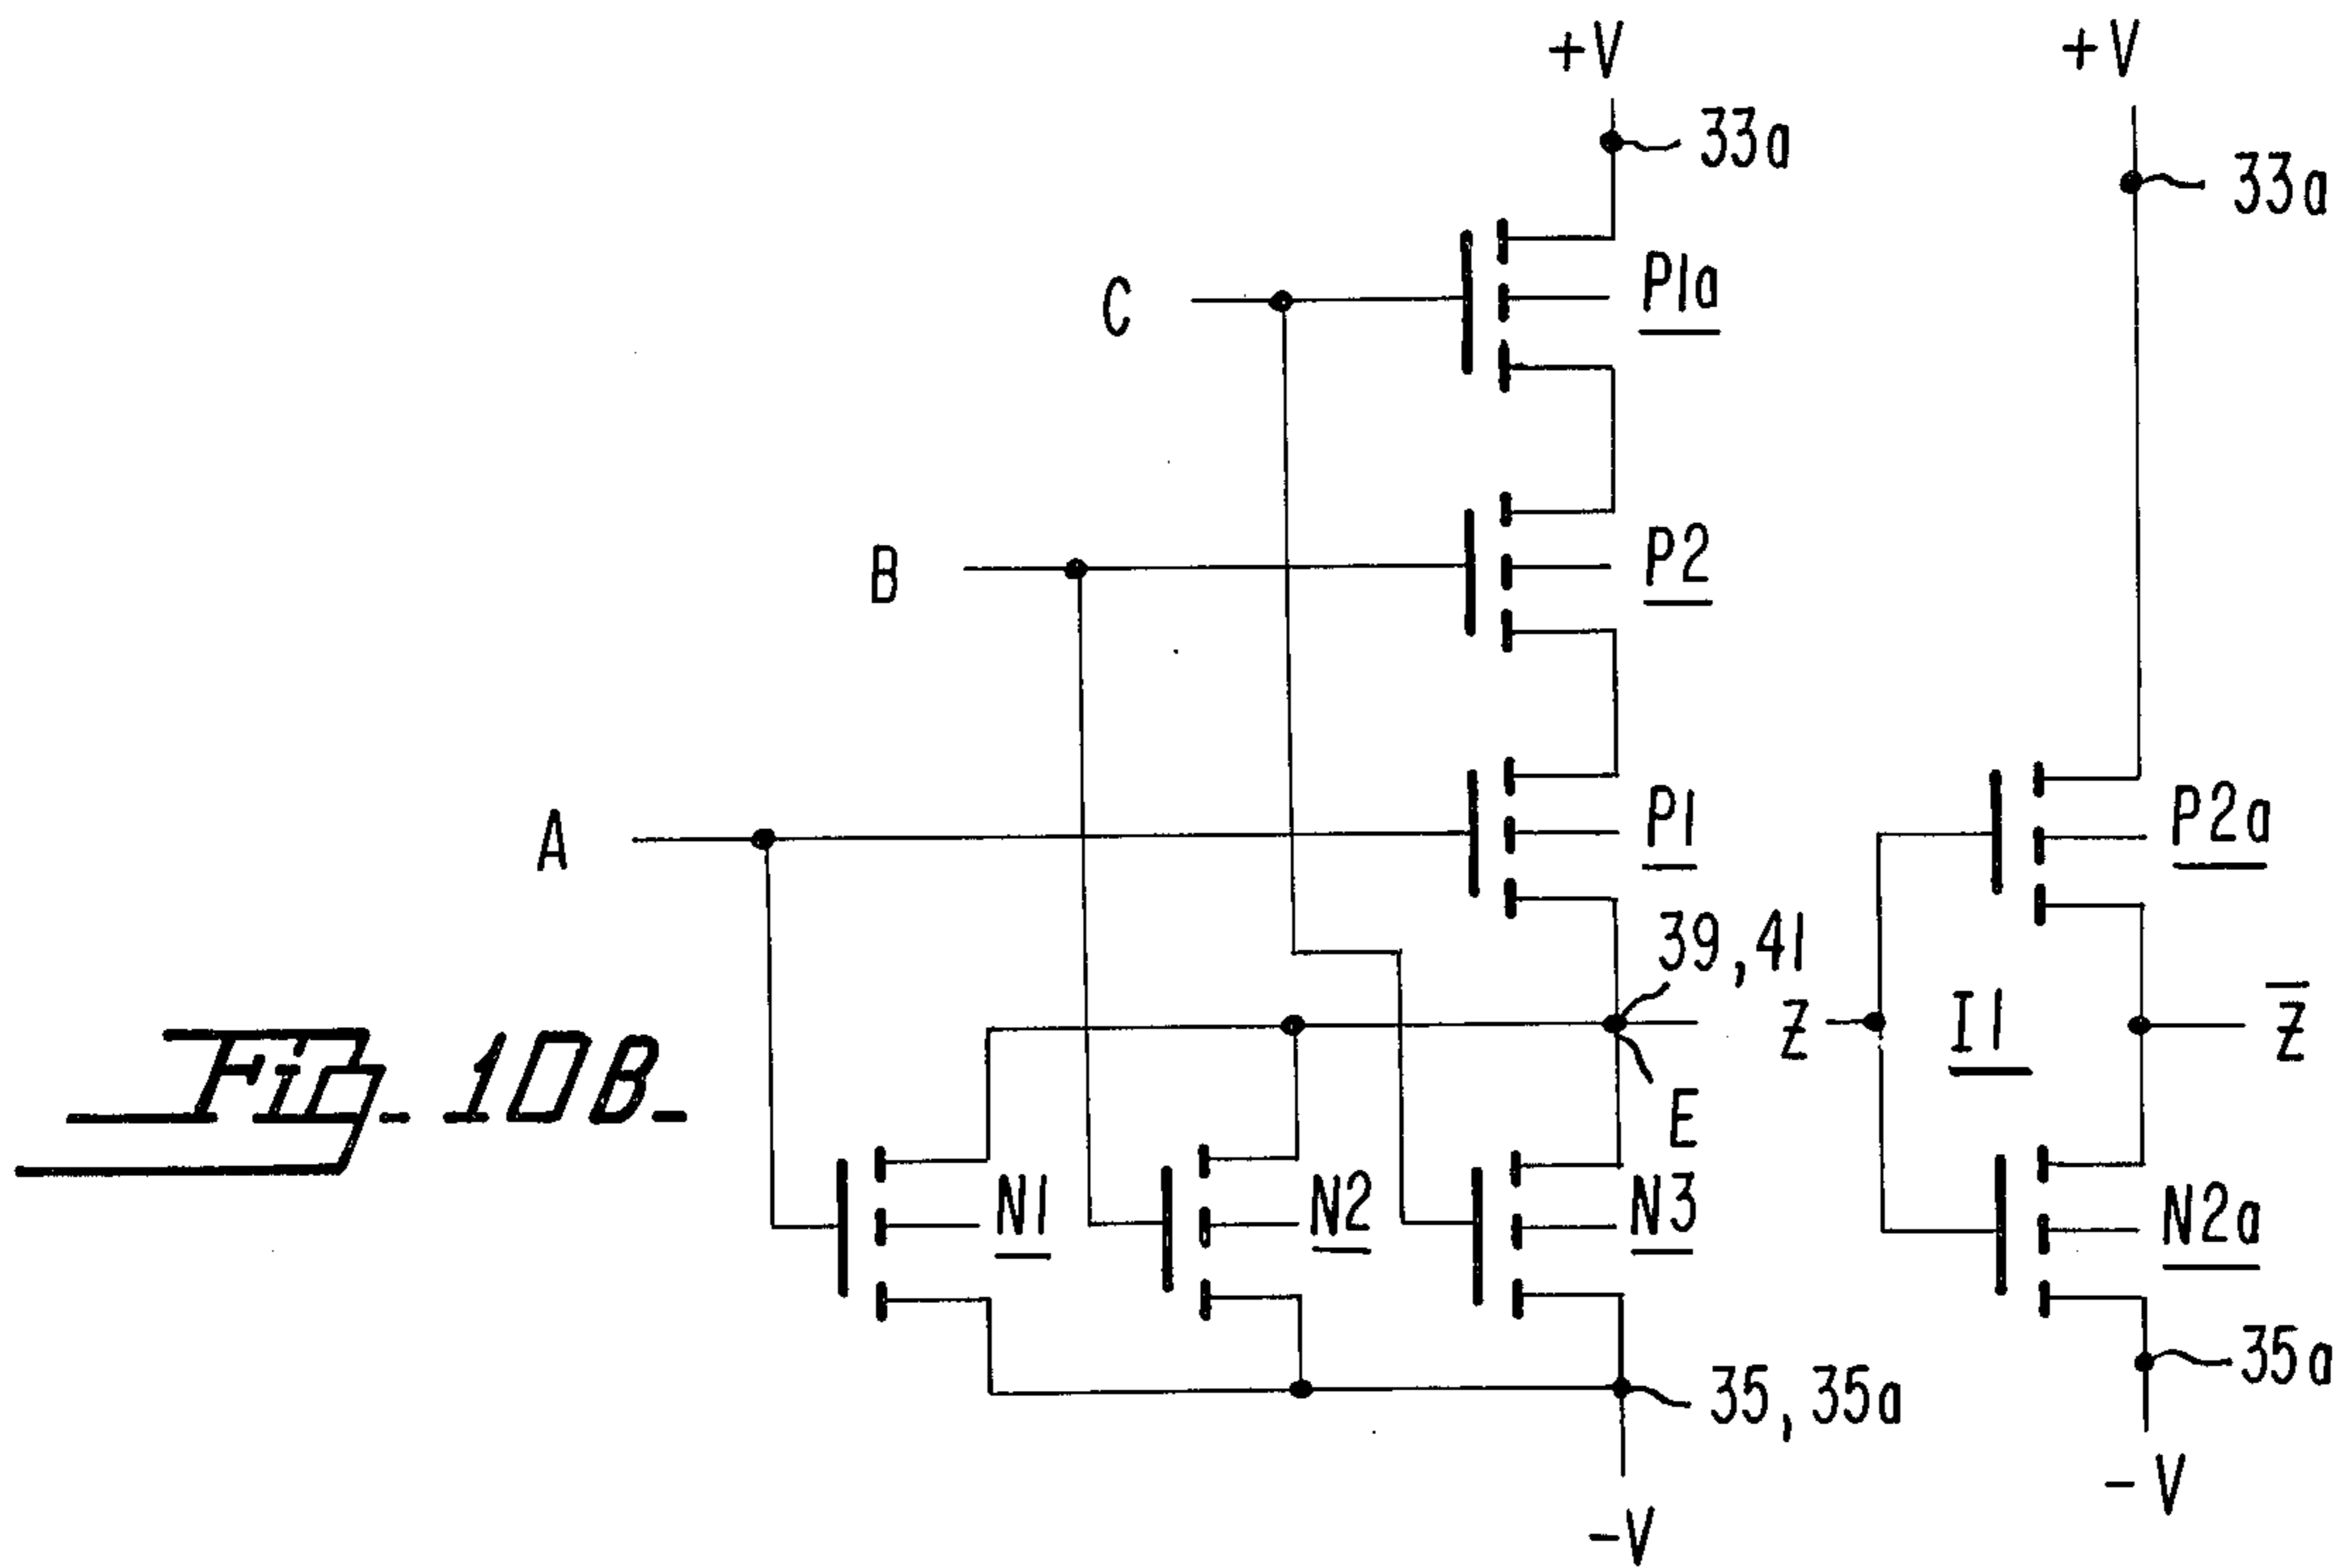 +V
+V
33a
33a
P1a
C
P2
B
P1
P2a
A
39,41
Z
I1
Z̅
E
Fig. 10B.
N1
N2
N3
N2a
35a
35,35a
-V
-V